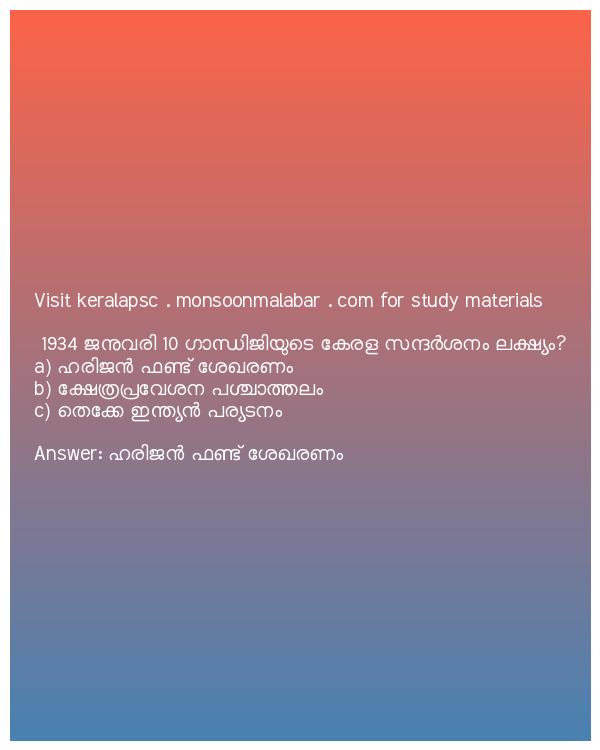 Visit keralapsc . monsoonmalabar . com for study materials
1934 ജനുവരി 10 ഗാന്ധിജിയുടെ കേരള സന്ദർശനം ലക്ഷ്യം?
a) ഹരിജൻ ഫണ്ട് ശേഖരണം
b) ക്ഷേത്രപ്രവേശന പശ്ചാത്തലം
c) തെക്കേ ഇന്ത്യൻ പര്യടനം
Answer: ഹരിജൻ ഫണ്ട് ശേഖരണം